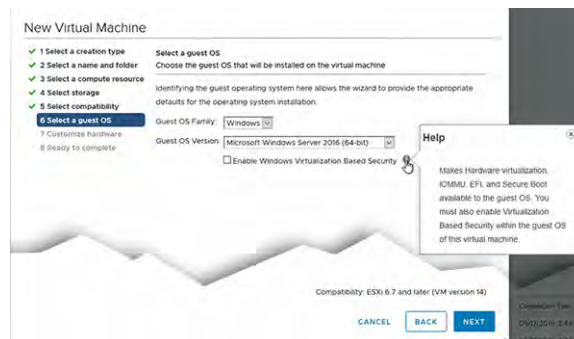 New Virtual Machine
1 Select a creation type
2 Select a name and folder
3 Select a compute resource
4 Select storage
5 Select compatibility
6 Select a guest OS
7 Customize hardware
8 Ready to complete
Select a guest OS
Choose the guest OS that will be installed on the virtual machine
Identifying the guest operating system here allows the wizard to provide the appropriate
defaults for the operating system installation.
Guest OS Family: Windows
Guest OS Version: Microsoft Windows Server 2016 (64-bit)
Enable Windows Virtualization Based Security
Help
Makes Hardware virtualization,
IOMMU, EFI, and Secure Boot
available to the guest OS. You
must also enable Virtualization
Based Security within the guest OS
of this virtual machine.
Compatibility: ESXi 6.7 and later (VM version 14)
CANCEL
BACK
NEXT